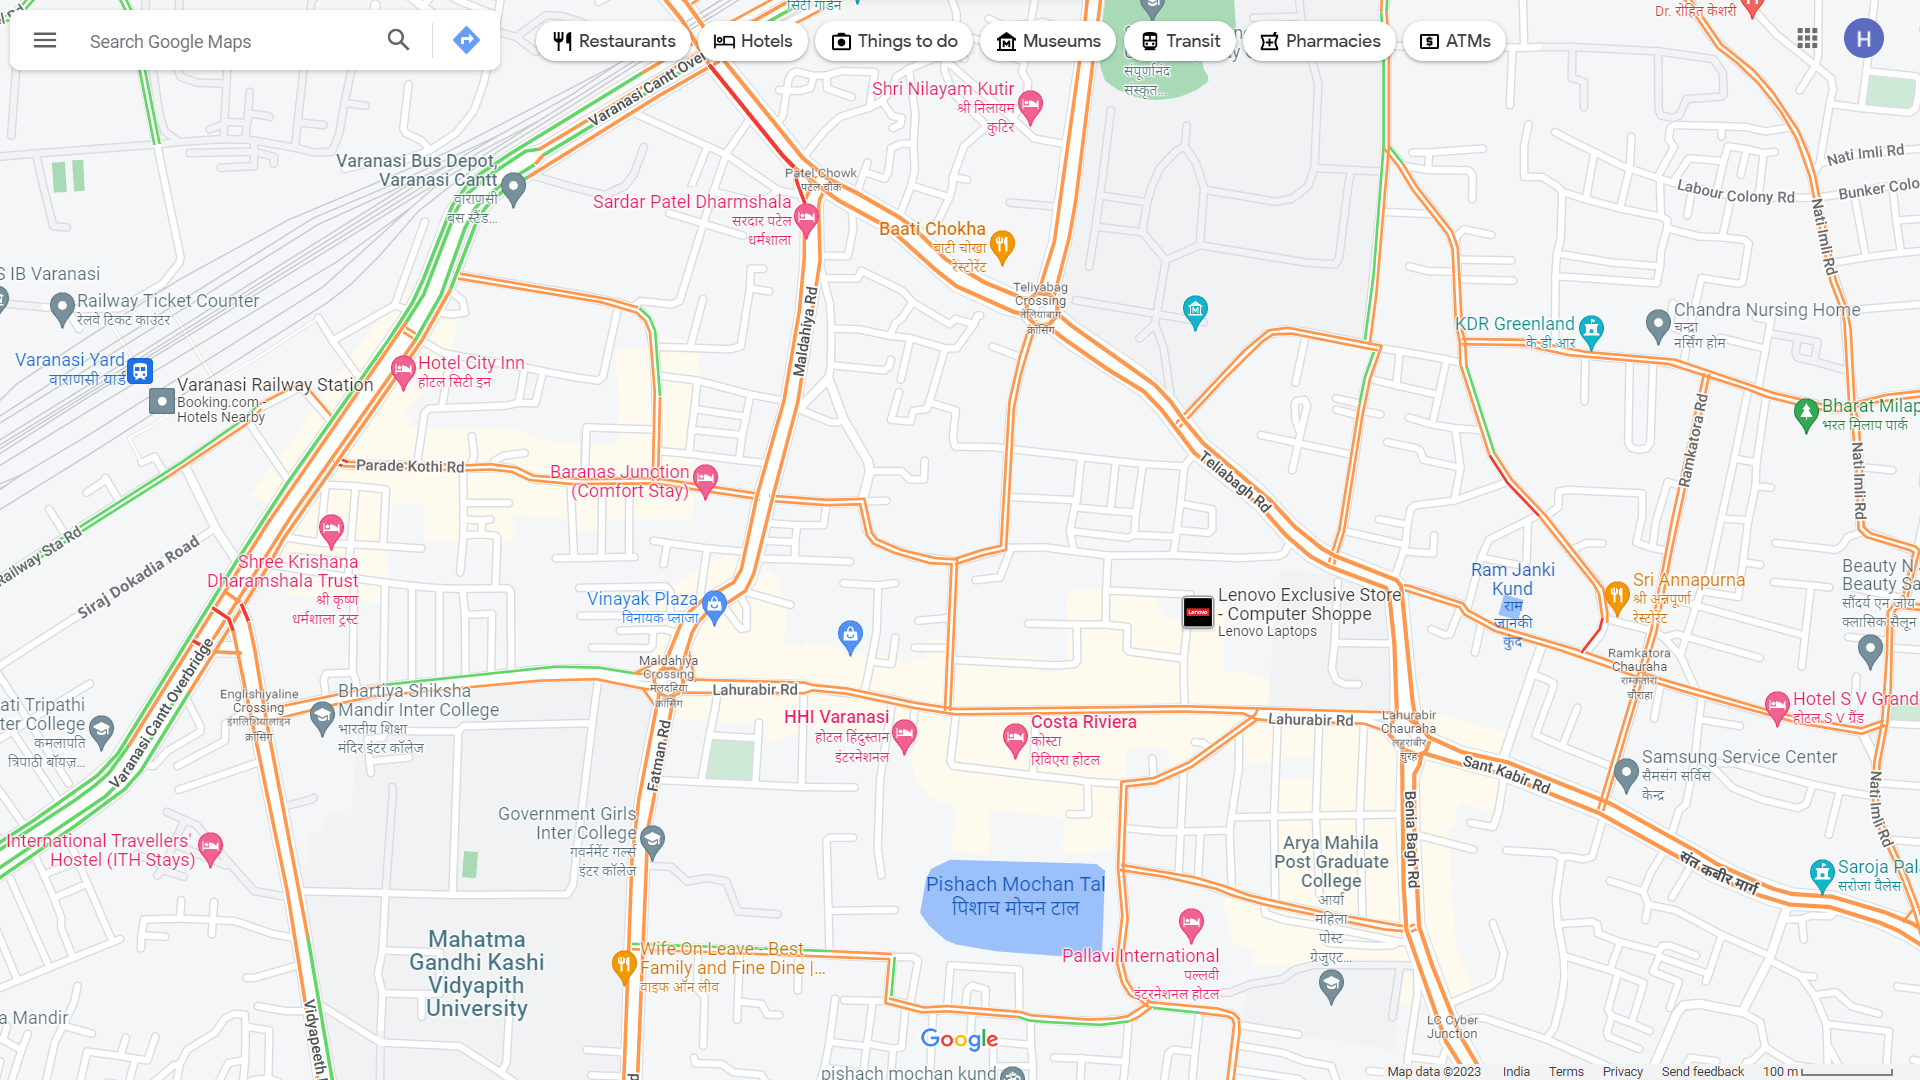 Search Google Maps
Restaurants
Hotels
Things to do
Museums
Transit
Pharmacies
ATMs
H
सिटी गार्डन
Dr. रोहित केशरी
संपूर्णानंद
संस्कृत...
Varanasi Cantt Over
Shri Nilayam Kutir
श्री निलायम
कुटिर
Varanasi Bus Depot,
Varanasi Cantt
वाराणसी
बस स्टैंड...
Patel Chowk
पटेल चौक
Sardar Patel Dharmshala
सरदार पटेल
धर्मशाला
Baati Chokha
बाटी चोखा
रेस्टोरेंट
Nati Imli Rd
Labour Colony Rd
Bunker Colo
Nati Imli Rd
S IB Varanasi
Railway Ticket Counter
रेलवे टिकट काउंटर
Teliyabag
Crossing
तेलियाबाग
क्रॉसिंग
Maldahiya Rd
KDR Greenland
के डी आर
Chandra Nursing Home
चन्द्रा
नर्सिंग होम
Varanasi Yard
वाराणसी यार्ड
Hotel City Inn
होटल सिटी इन
Varanasi Railway Station
Booking.com -
Hotels Nearby
Bharat Milap
भरत मिलाप पार्क
Ramkatora Rd
Nati Imli Rd
Parade Kothi Rd
Baranas Junction
(Comfort Stay)
Teliabagh Rd
Railway Sta Rd
Siraj Dokadia Road
Shree Krishana
Dharamshala Trust
श्री कृष्ण
धर्मशाला ट्रस्ट
Vinayak Plaza
विनायक प्लाजा
Lenovo
Lenovo Exclusive Store
- Computer Shoppe
Lenovo Laptops
Ram Janki
Kund
राम
जानकी
कुंद
Sri Annapurna
श्री अन्नपूर्णा
रेस्टोरेंट
Beauty N
Beauty Sa
सौंदर्य एन जॉय
क्लासिक सैलून
Maldahiya
Crossing
मलदहिया
क्रॉसिंग
Ramkatora
Chauraha
रामकतोरा
चौराहा
Englishiyaline
Crossing
इंगलिशियालाइन
क्रॉसिंग
Bhartiya Shiksha
Mandir Inter College
भारतीय शिक्षा
मंदिर इंटर कॉलेज
Lahurabir Rd
HHI Varanasi
होटल हिंदुस्तान
इंटरनेशनल
Costa Riviera
कोस्टा
रिविएरा होटल
Lahurabir Rd
Lahurabir
Chauraha
लहुराबीर
Hotel S V Grand
होटल S V ग्रैंड
ati Tripathi
ter College
कमलापति
त्रिपाठी बॉयज़...
Varanasi Cantt Overbridge
Fatman Rd
Sant Kabir Rd
Samsung Service Center
सैमसंग सर्विस
केन्द्र
Nati Imli Rd
Benia Bagh Rd
Government Girls
Inter College
गवर्नमेंट गर्ल्स
इंटर कॉलेज
International Travellers'
Hostel (ITH Stays)
Arya Mahila
Post Graduate
College
आर्या
महिला
पोस्ट
ग्रेजुएट...
संत कबीर मार्ग
Saroja Pal
सरोजा पैलेस
Pishach Mochan Tal
पिशाच मोचन टाल
Mahatma
Gandhi Kashi
Vidyapith
University
Wife On Leave - Best
Family and Fine Dine |...
वाइफ ऑन लीव
Pallavi International
पल्लवी
इंटरनेशनल होटल
a Mandir
Vidyapeeth
LC Cyber
Junction
Google
pishach mochan kund
Map data ©2023
India
Terms
Privacy
Send feedback
100 m